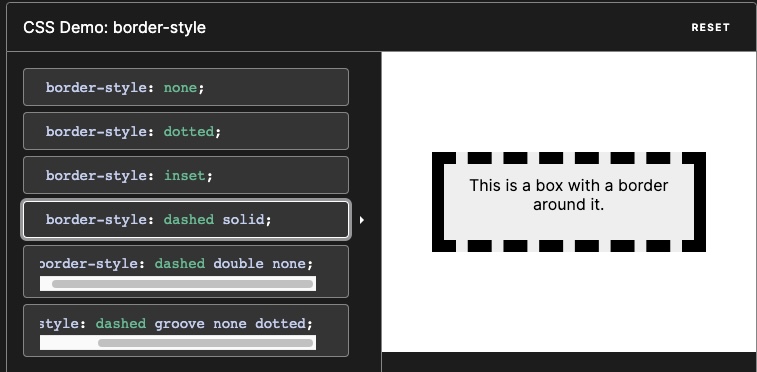 CSS Demo: border-style
RESET
border-style: none;
border-style: dotted;
border-style: inset;
border-style: dashed solid;
border-style: dashed double none;
style: dashed groove none dotted;
This is a box with a border
around it.